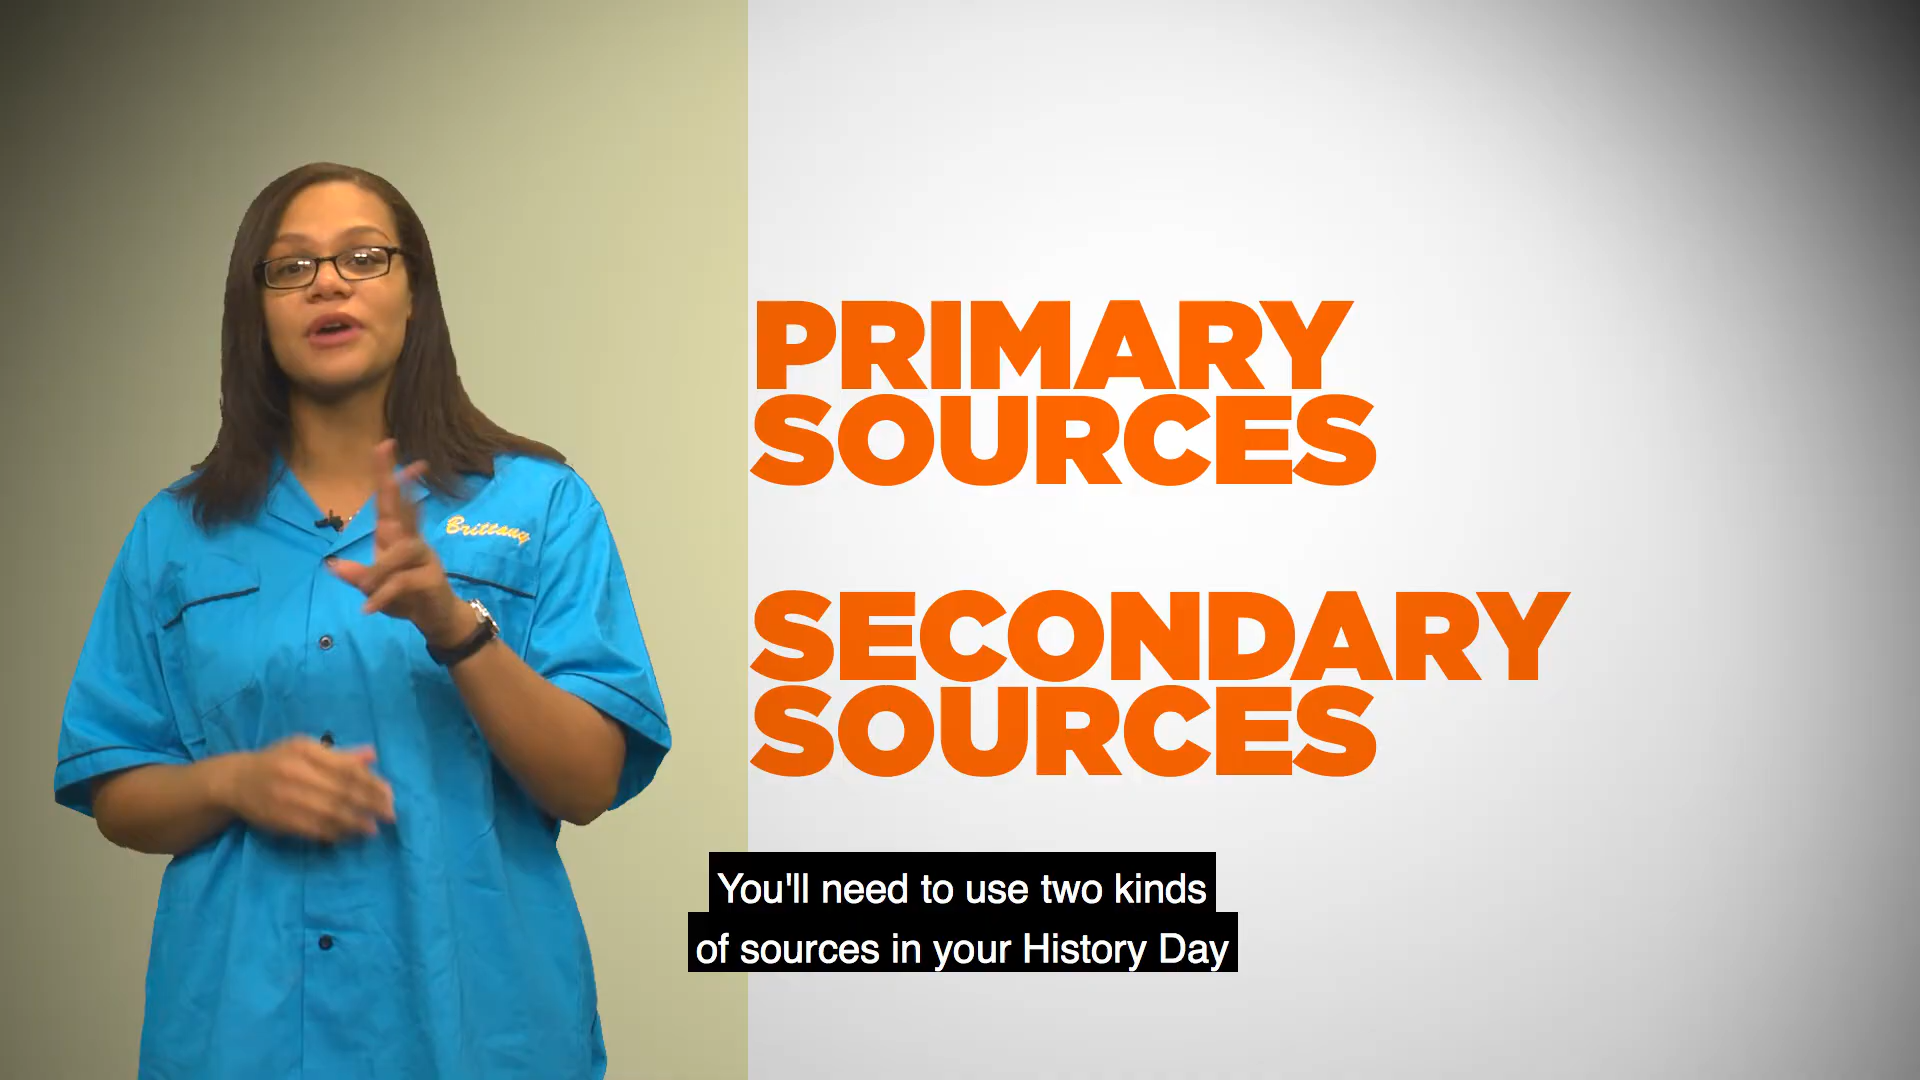 Brittany
PRIMARY
SOURCES
SECONDARY
SOURCES
You'll need to use two kinds
of sources in your History Day